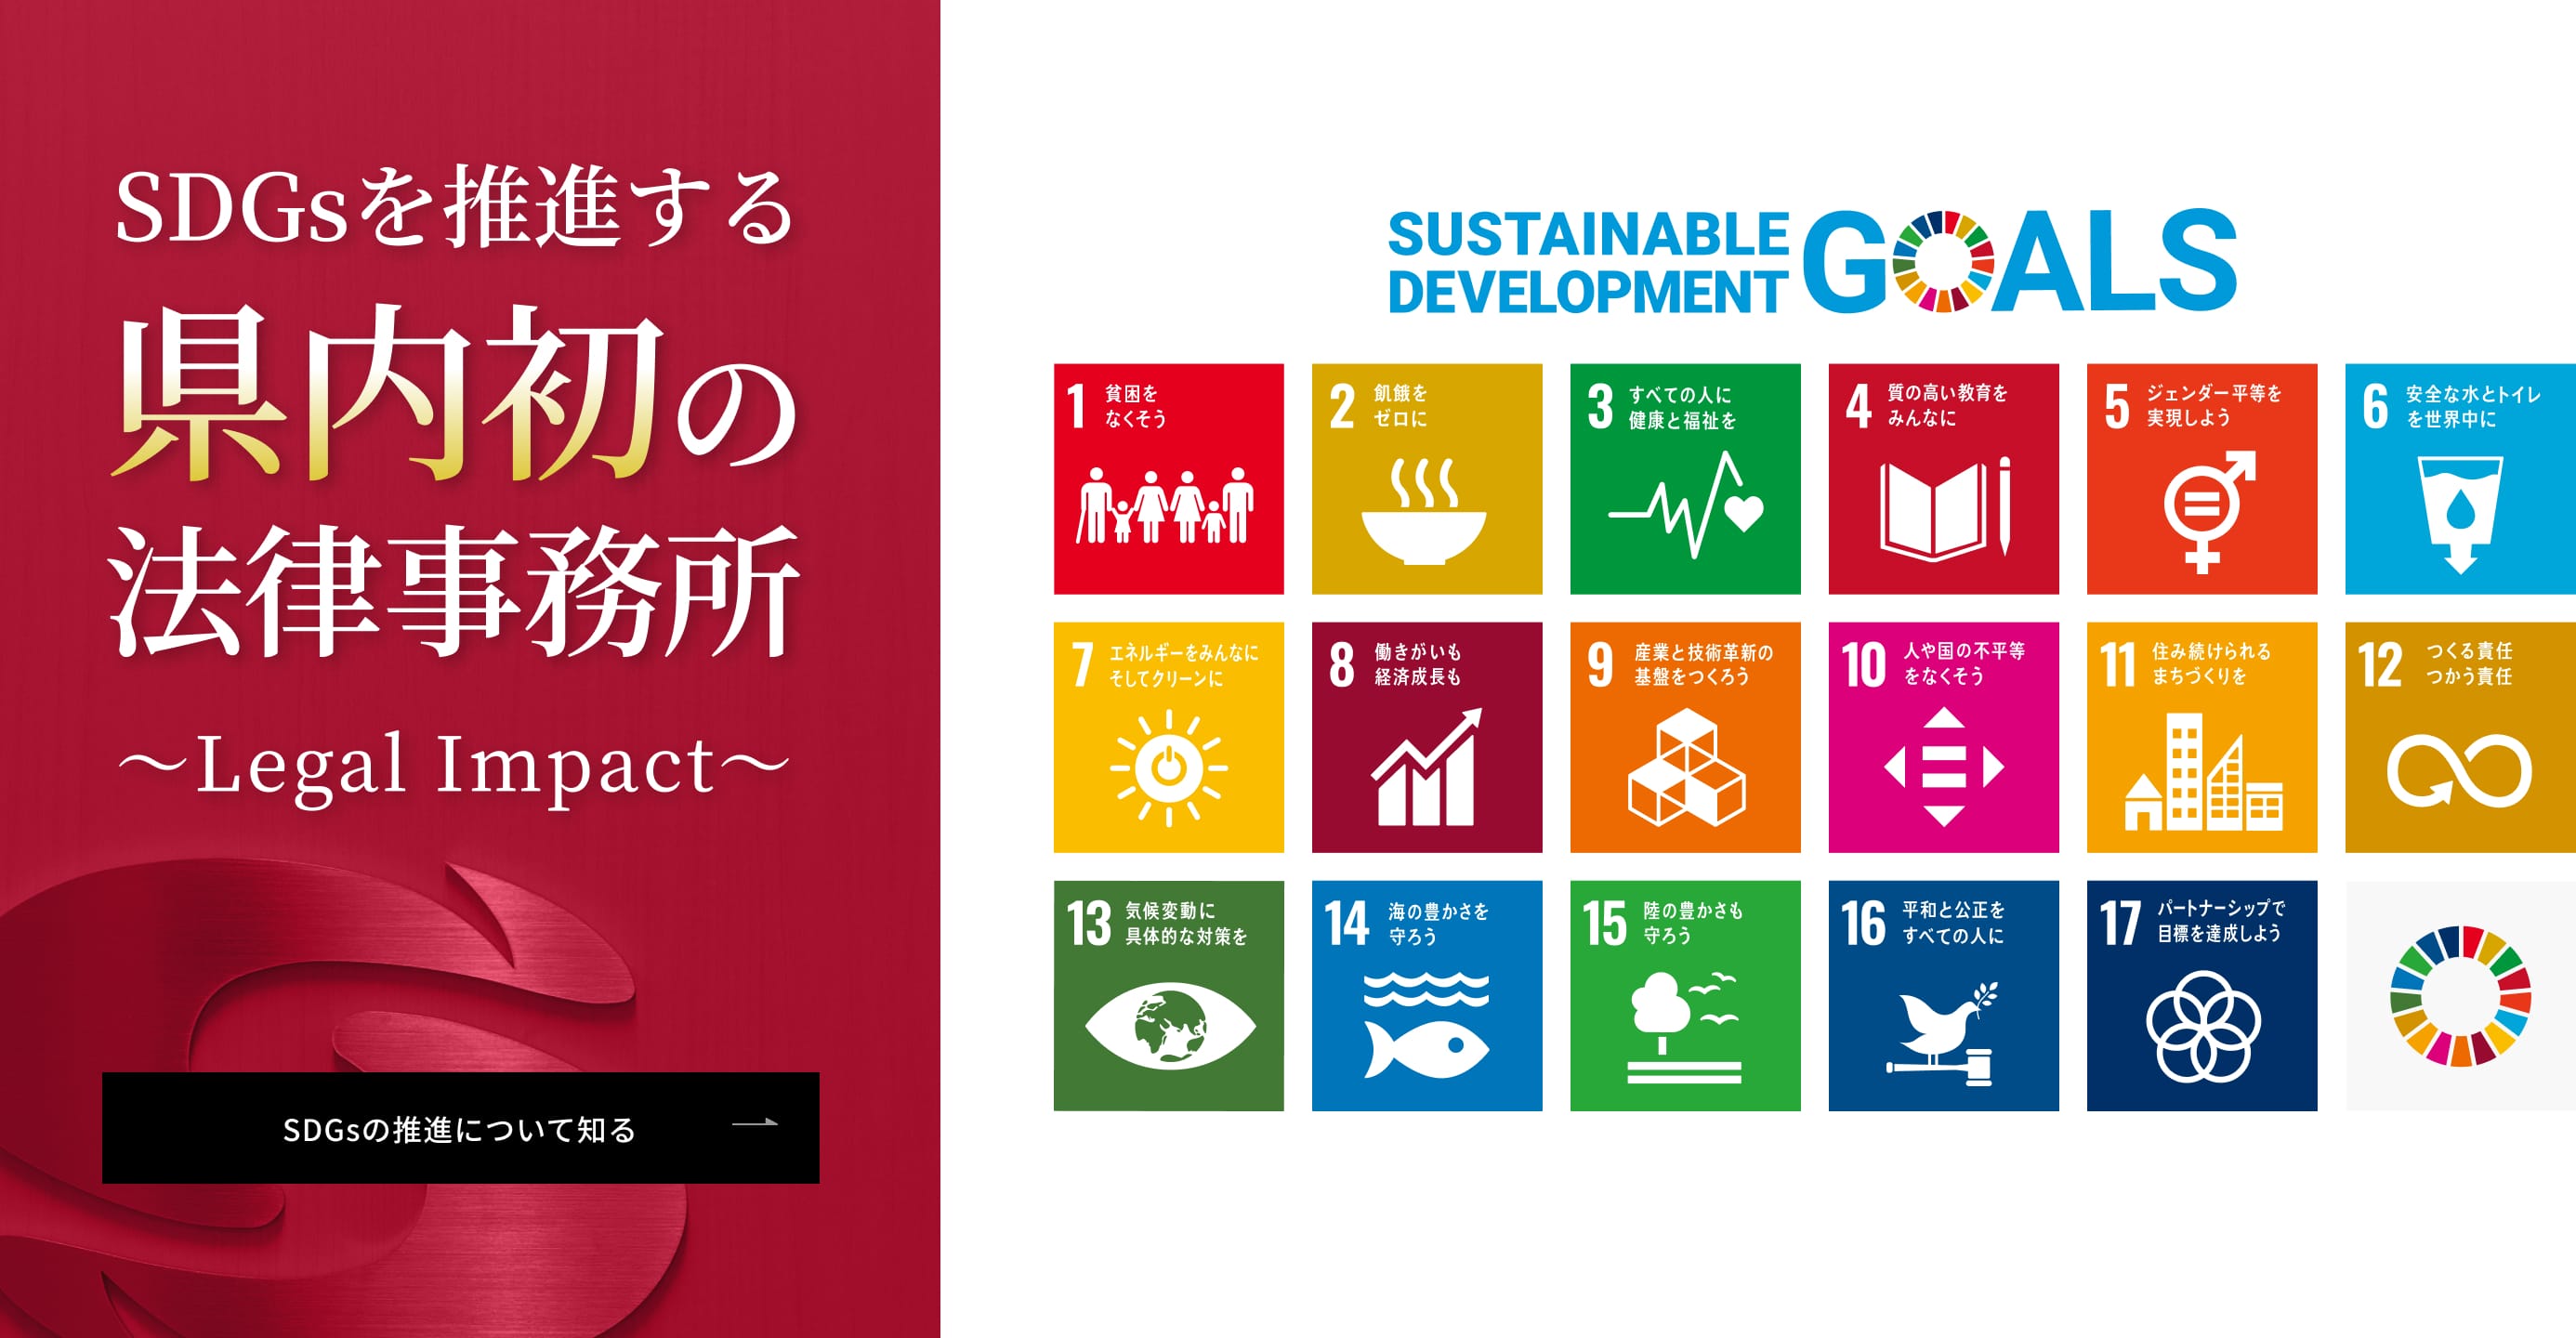 SDGsを推進する
県内初の
法律事務所
～Legal Impact～
SDGsの推進について知る
SUSTAINABLE
DEVELOPMENT
GOALS
1 貧困を
なくそう
2 飢餓を
ゼロに
3 すべての人に
健康と福祉を
4 質の高い教育を
みんなに
5 ジェンダー平等を
実現しよう
6 安全な水とトイレ
を世界中に
7 エネルギーをみんなに
そしてクリーンに
8 働きがいも
経済成長も
9 産業と技術革新の
基盤をつくろう
10 人や国の不平等
をなくそう
11 住み続けられる
まちづくりを
12 つくる責任
つかう責任
13 気候変動に
具体的な対策を
14 海の豊かさを
守ろう
15 陸の豊かさも
守ろう
16 平和と公正を
すべての人に
17 パートナーシップで
目標を達成しよう